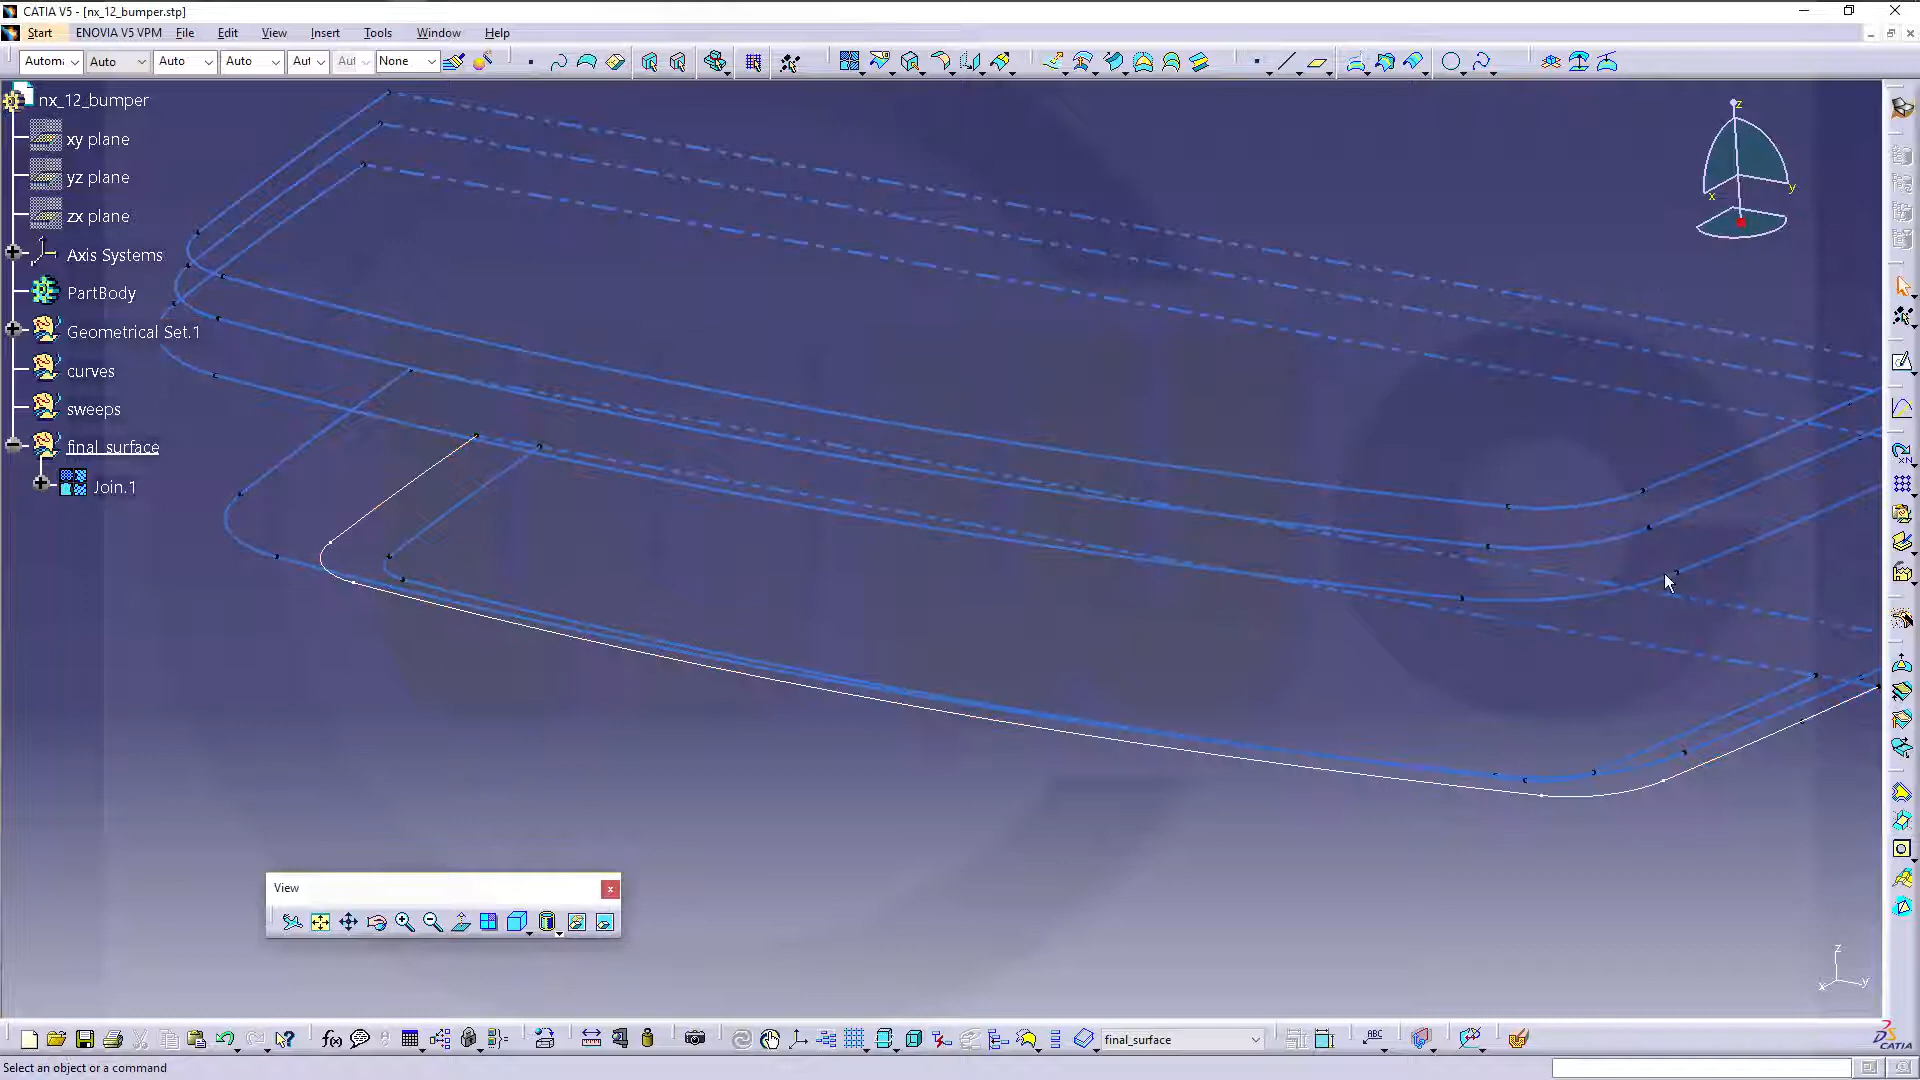 CATIA V5 - [nx_12_bumper.stp]
Start ENOVIA V5 VPM File Edit View Insert Tools Window Help
Auto Auto Auto Aut Aut None
nx_12_bumper
xy plane
yz plane
zx plane
Axis Systems
PartBody
Geometrical Set.1
curves
sweeps
final_surface
Join.1
z
x
y
View
x
z
x
y
final_surface
ABC
CATIA
Select an object or a command